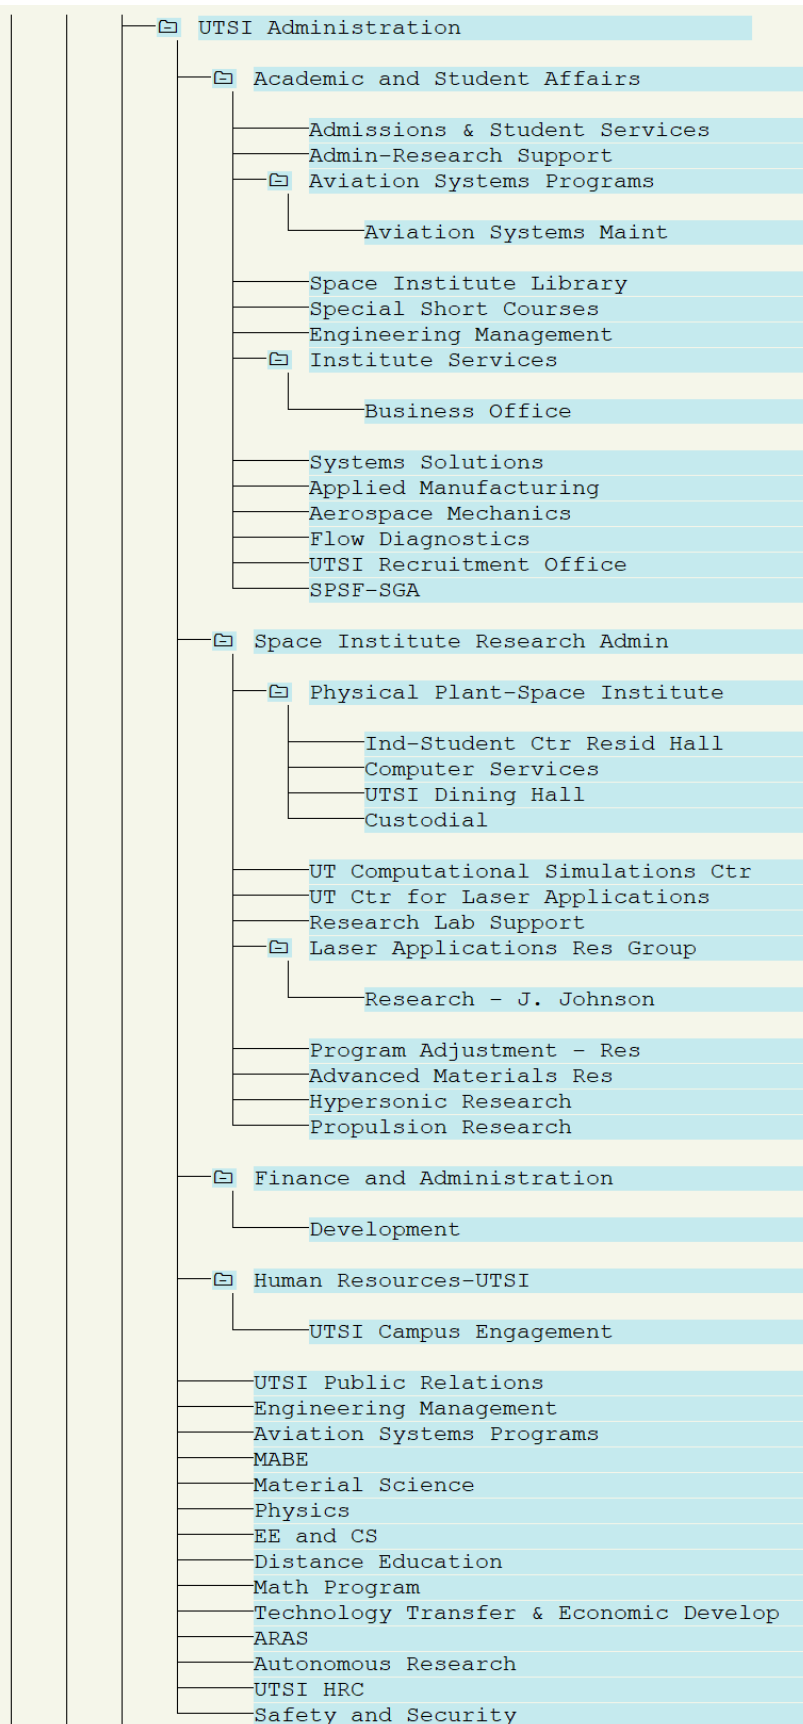 UTSI Administration
Academic and Student Affairs
Admissions & Student Services
Admin-Research Support
Aviation Systems Programs
Aviation Systems Maint
Space Institute Library
Special Short Courses
Engineering Management
Institute Services
Business Office
Systems Solutions
Applied Manufacturing
Aerospace Mechanics
Flow Diagnostics
UTSI Recruitment Office
SPSF-SGA
Space Institute Research Admin
Physical Plant-Space Institute
Ind-Student Ctr Resid Hall
Computer Services
UTSI Dining Hall
Custodial
UT Computational Simulations Ctr
UT Ctr for Laser Applications
Research Lab Support
Laser Applications Res Group
Research - J. Johnson
Program Adjustment - Res
Advanced Materials Res
Hypersonic Research
Propulsion Research
Finance and Administration
Development
Human Resources-UTSI
UTSI Campus Engagement
UTSI Public Relations
Engineering Management
Aviation Systems Programs
MABE
Material Science
Physics
EE and CS
Distance Education
Math Program
Technology Transfer & Economic Develop
ARAS
Autonomous Research
UTSI HRC
Safety and Security